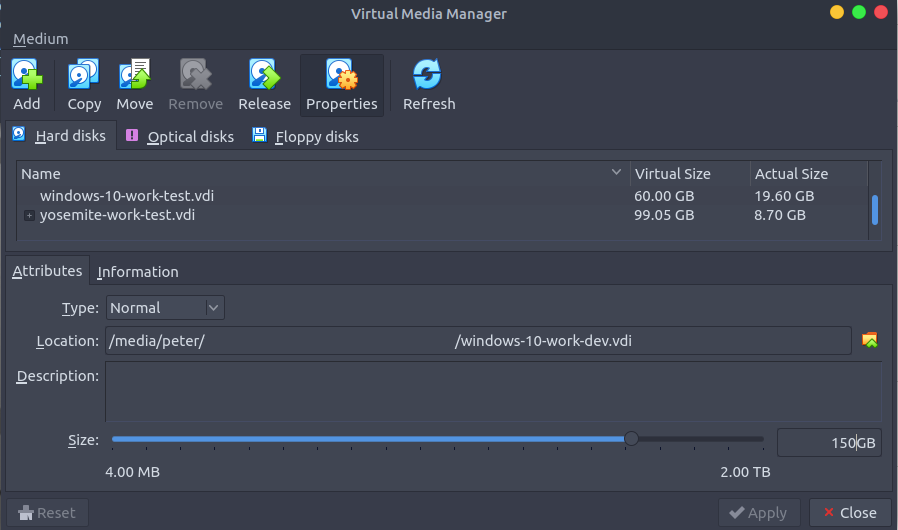 Virtual Media Manager
Medium
Add Copy Move Remove Release Properties Refresh
Hard disks Optical disks Floppy disks
Name Virtual Size Actual Size
windows-10-work-test.vdi 60.00 GB 19.60 GB
yosemite-work-test.vdi 99.05 GB 8.70 GB
Attributes Information
Type: Normal
Location: /media/peter/ /windows-10-work-dev.vdi
Description:
Size: 150GB
4.00 MB 2.00 TB
Reset Apply Close